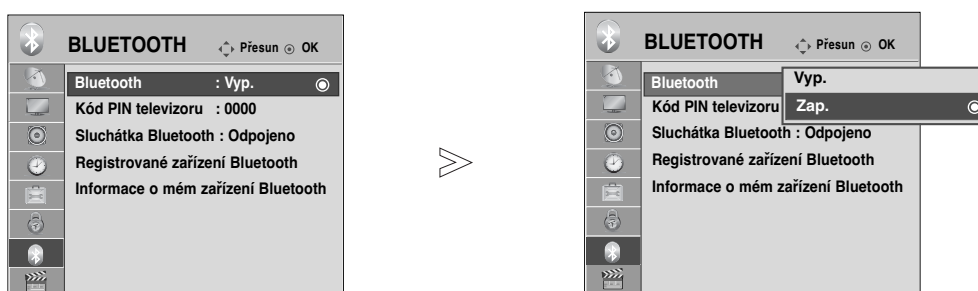 BLUETOOTH Přesun OK
Bluetooth : Vyp.
Kód PIN televizoru : 0000
Sluchátka Bluetooth : Odpojeno
Registrované zařízení Bluetooth
Informace o mém zařízení Bluetooth
BLUETOOTH Přesun OK
Bluetooth
Vyp.
Kód PIN televizoru
Zap.
Sluchátka Bluetooth : Odpojeno
Registrované zařízení Bluetooth
Informace o mém zařízení Bluetooth